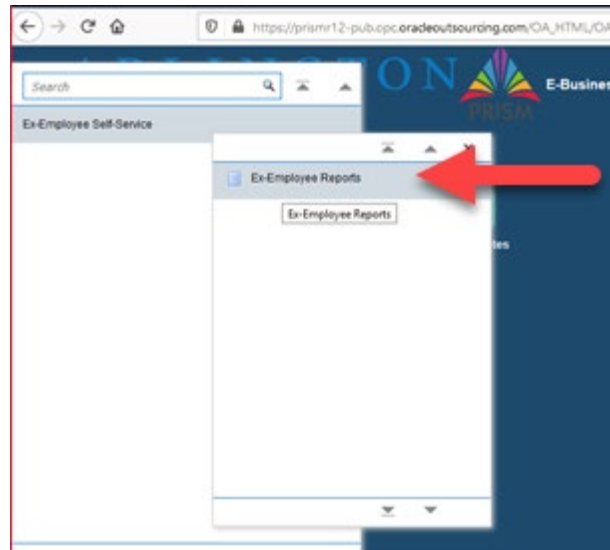 https://prismr12-pub.opc.oracleoutsourcing.com/OA_HTML/OA
ON
Search
E-Busines
PRISM
Ex-Employee Self-Service
Ex-Employee Reports
Ex-Employee Reports
tes